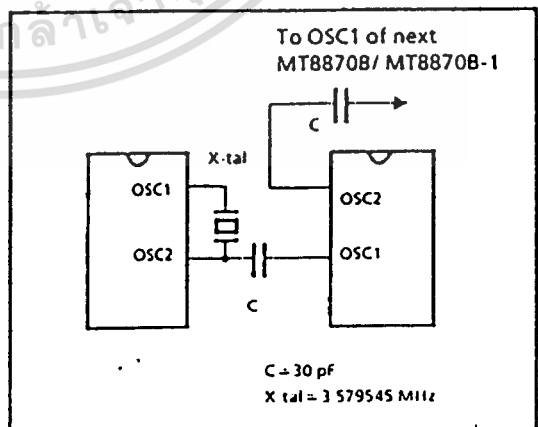 To OSC1 of next
MT8870B/ MT8870B-1
C
X-tal
OSC1
OSC2
OSC2
OSC1
C
C = 30 pF
X tal = 3 579545 MHz